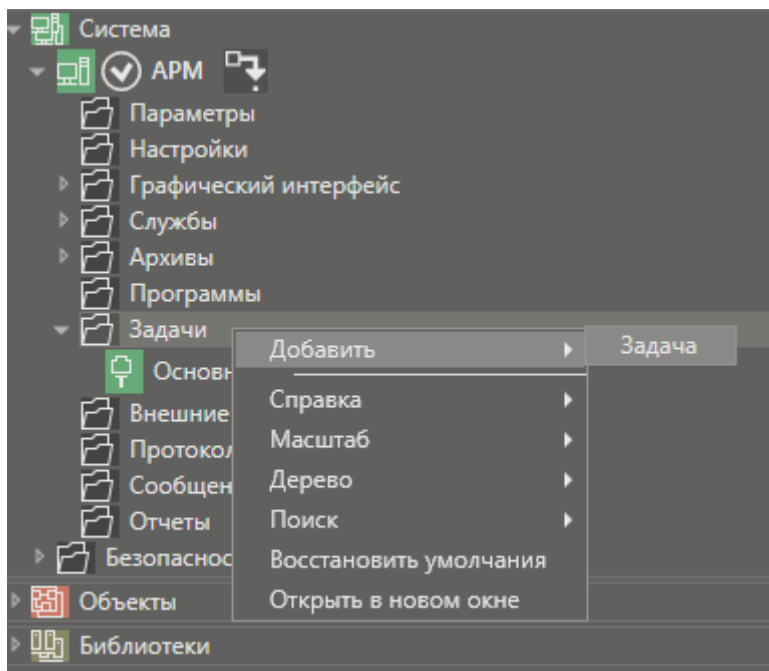 Система
АРМ
Параметры
Настройки
Графический интерфейс
Службы
Архивы
Программы
Задачи
Добавить
Задача
Основн
Справка
Внешние
Масштаб
Протокол
Дерево
Сообщен
Поиск
Отчеты
Восстановить умолчания
Безопаснос
Открыть в новом окне
Объекты
Библиотеки